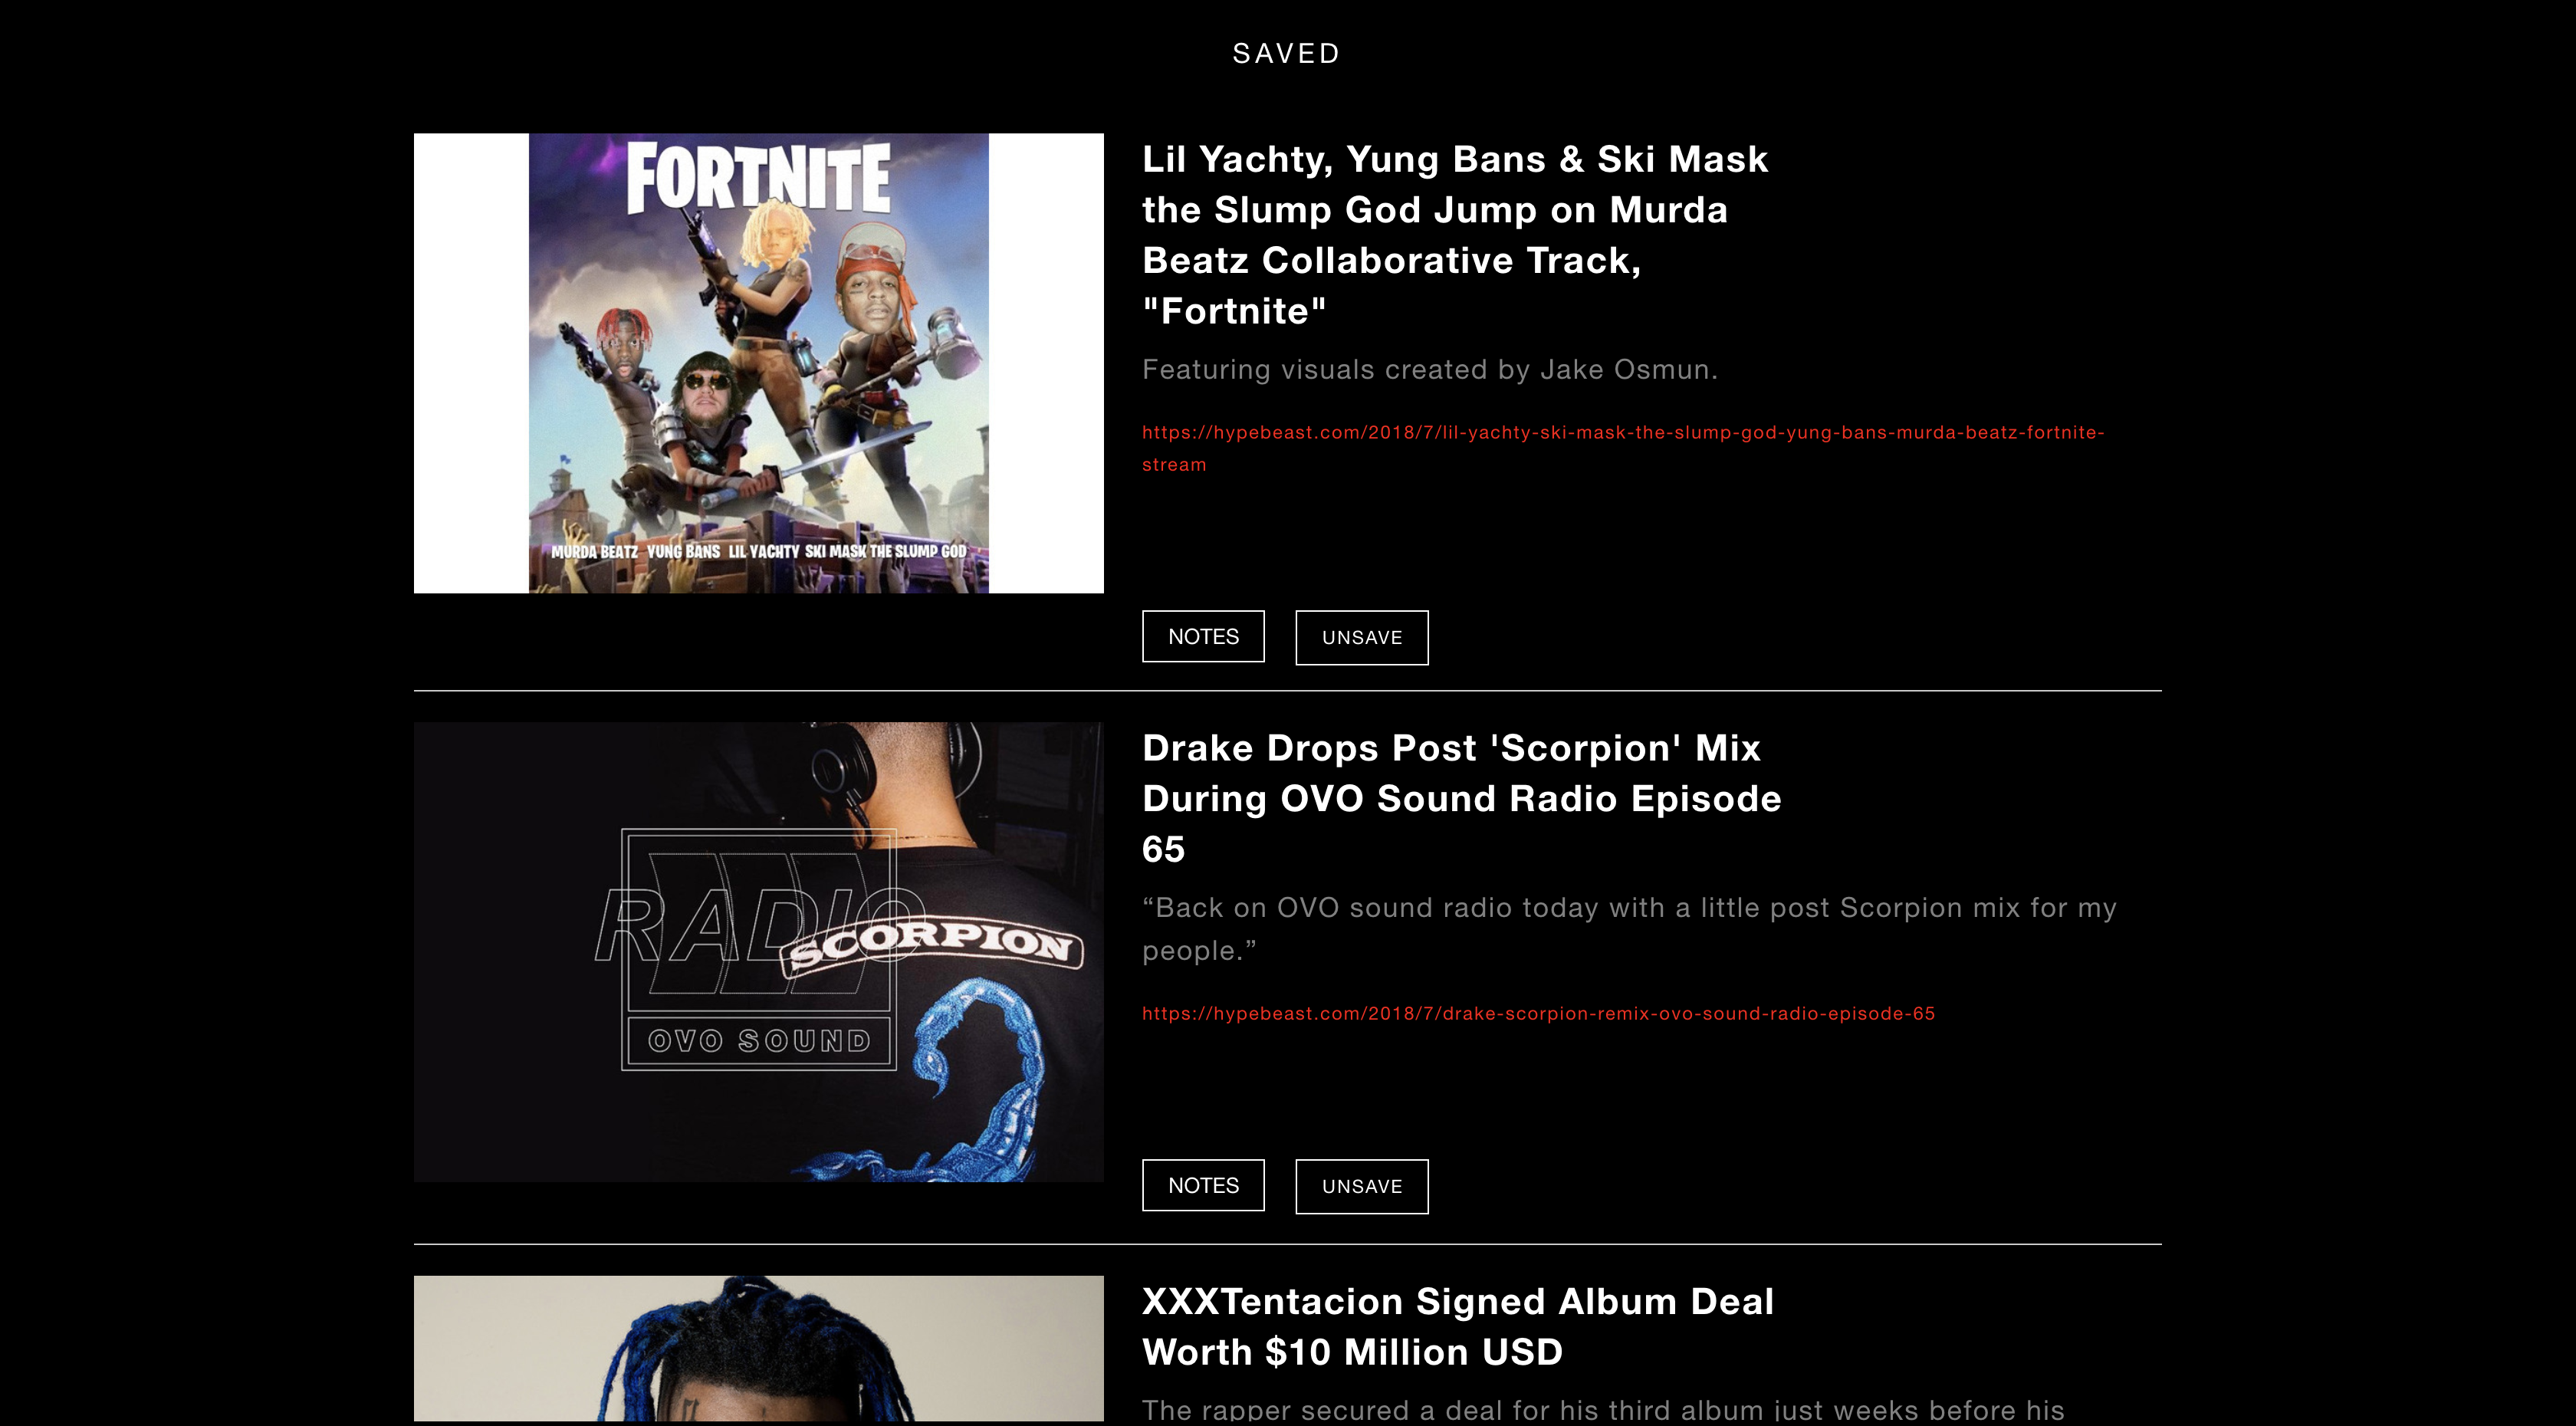 SAVED
FORTNITE
MURDA BEATZ YUNG BANS LIL YACHTY SKI MASK THE SLUMP GOD
Lil Yachty, Yung Bans & Ski Mask
the Slump God Jump on Murda
Beatz Collaborative Track,
"Fortnite"
Featuring visuals created by Jake Osmun.
https://hypebeast.com/2018/7/lil-yachty-ski-mask-the-slump-god-yung-bans-murda-beatz-fortnite-
stream
NOTES UNSAVE
RADIO
SCORPION
OVO SOUND
Drake Drops Post 'Scorpion' Mix
During OVO Sound Radio Episode
65
“Back on OVO sound radio today with a little post Scorpion mix for my
people.”
https://hypebeast.com/2018/7/drake-scorpion-remix-ovo-sound-radio-episode-65
NOTES UNSAVE
XXXTentacion Signed Album Deal
Worth $10 Million USD
The rapper secured a deal for his third album just weeks before his